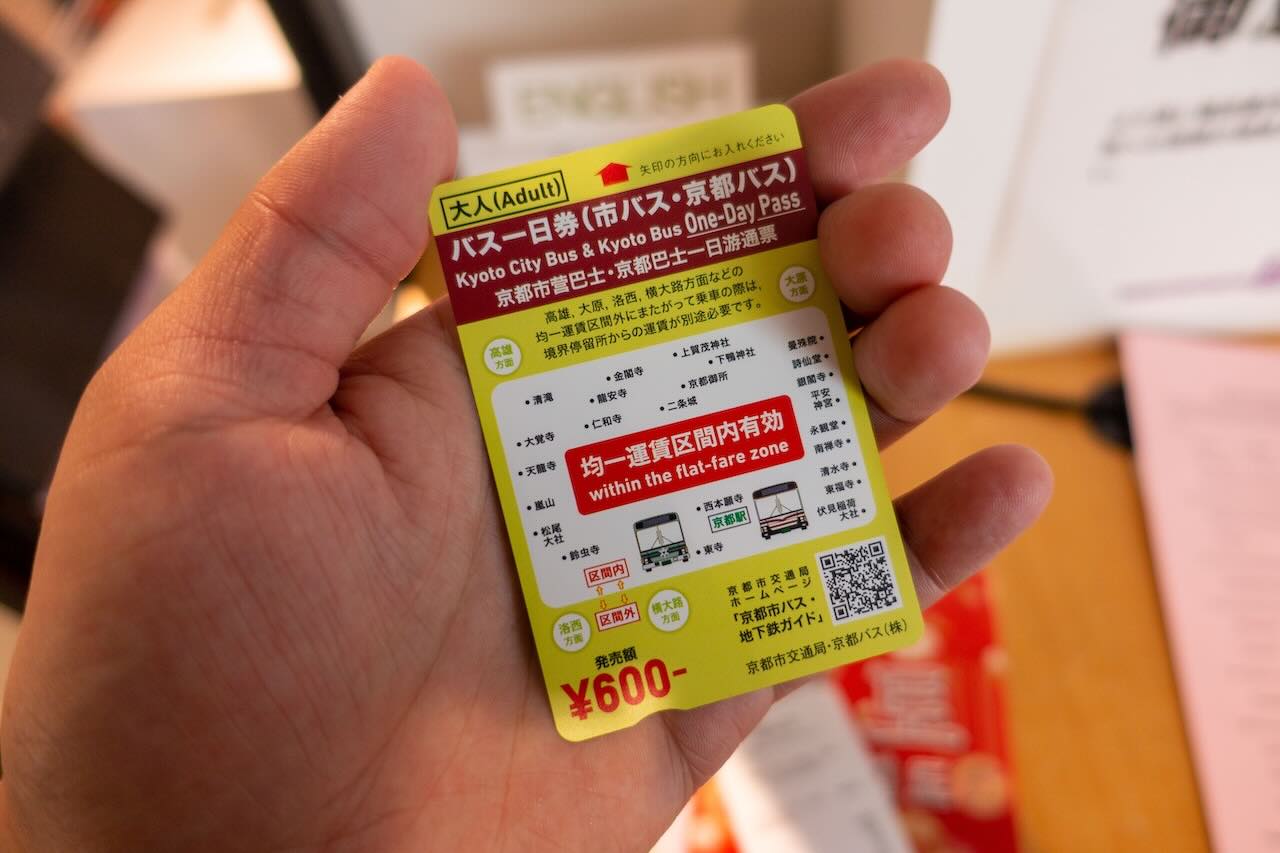 大人(Adult)
矢印の方向にお入れください
バス一日券(市バス・京都バス)
Kyoto City Bus & Kyoto Bus One-Day Pass
京都市营巴士・京都巴士一日游通票
高雄, 大原, 洛西, 横大路方面などの
均一運賃区間外にまたがって乗車の際は、
境界停留所からの運賃が別途必要です。
大原
方面
高雄
方面
・上賀茂神社
・下鴨神社
・金閣寺
・京都御所
・清滝
・龍安寺
・二条城
・仁和寺
曼殊院・
詩仙堂・
銀閣寺・
平安
神宮・
永観堂・
南禅寺・
清水寺・
東福寺・
伏見稲荷
大社・
・大覚寺
・天龍寺
・嵐山
・松尾
大社
・鈴虫寺
均一運賃区間内有効
within the flat-fare zone
・西本願寺
京都駅
・東寺
区間内
区間外
洛西
方面
横大路
方面
京都市交通局
ホームページ
「京都市バス・
地下鉄ガイド」
発売額
¥600-
京都市交通局・京都バス(株)
ENGLISH